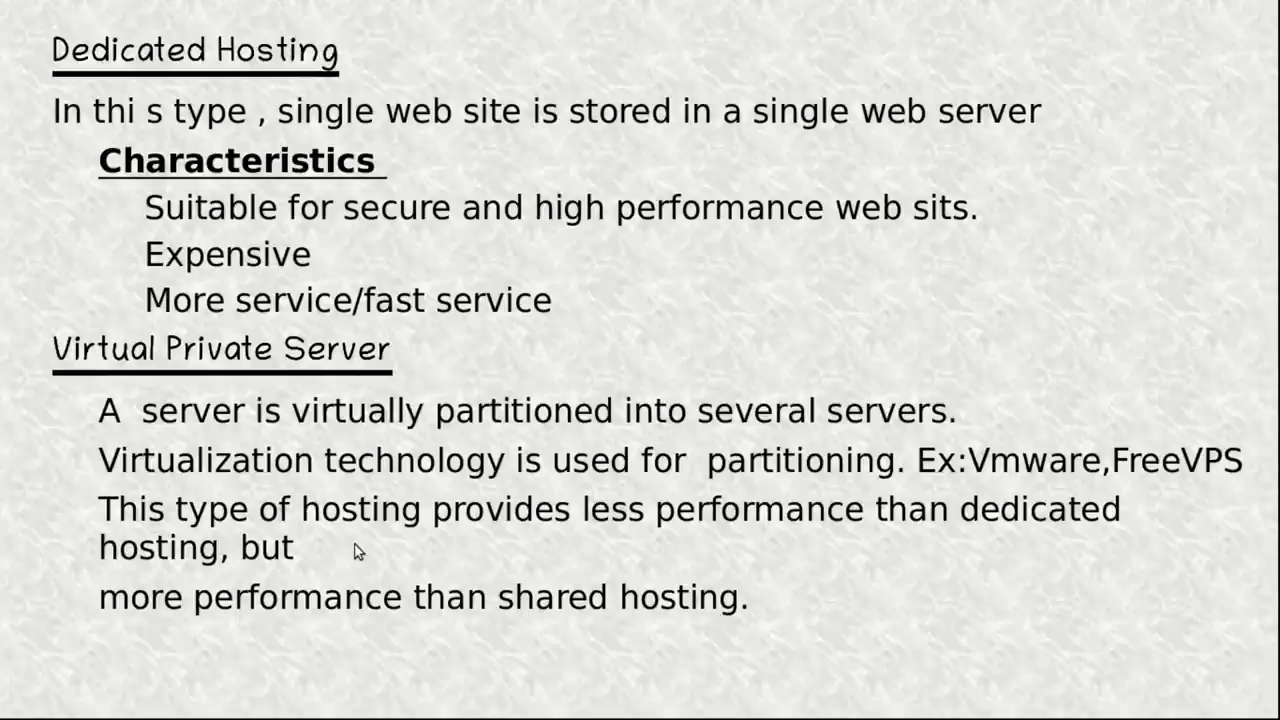 Dedicated Hosting
In thi s type , single web site is stored in a single web server
Characteristics
Suitable for secure and high performance web sits.
Expensive
More service/fast service
Virtual Private Server
A  server is virtually partitioned into several servers.
Virtualization technology is used for  partitioning. Ex:Vmware,FreeVPS
This type of hosting provides less performance than dedicated
hosting, but
more performance than shared hosting.